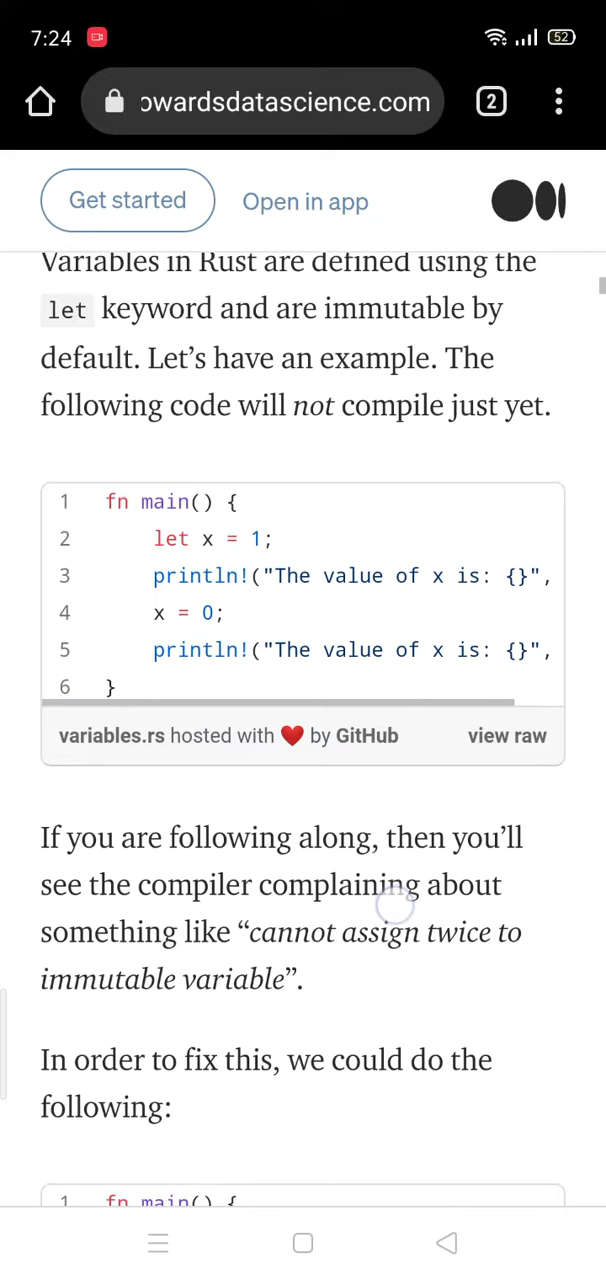 7:24
52
owardsdatascience.com
2
Get started
Open in app
Variables in Rust are defined using the
let keyword and are immutable by
default. Let’s have an example. The
following code will not compile just yet.
1 fn main() {
2 let x = 1;
3 println!("The value of x is: {}",
4 x = 0;
5 println!("The value of x is: {}",
6 }
variables.rs hosted with ❤ by GitHub
view raw
If you are following along, then you’ll
see the compiler complaining about
something like “cannot assign twice to
immutable variable”.
In order to fix this, we could do the
following:
1 fn main() {